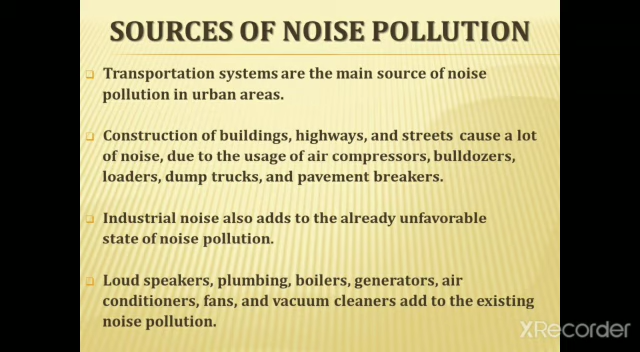 SOURCES OF NOISE POLLUTION
Transportation systems are the main source of noise
pollution in urban areas.
Construction of buildings, highways, and streets cause a lot
of noise, due to the usage of air compressors, bulldozers,
loaders, dump trucks, and pavement breakers.
Industrial noise also adds to the already unfavorable
state of noise pollution.
Loud speakers, plumbing, boilers, generators, air
conditioners, fans, and vacuum cleaners add to the existing
noise pollution.
XRecorder